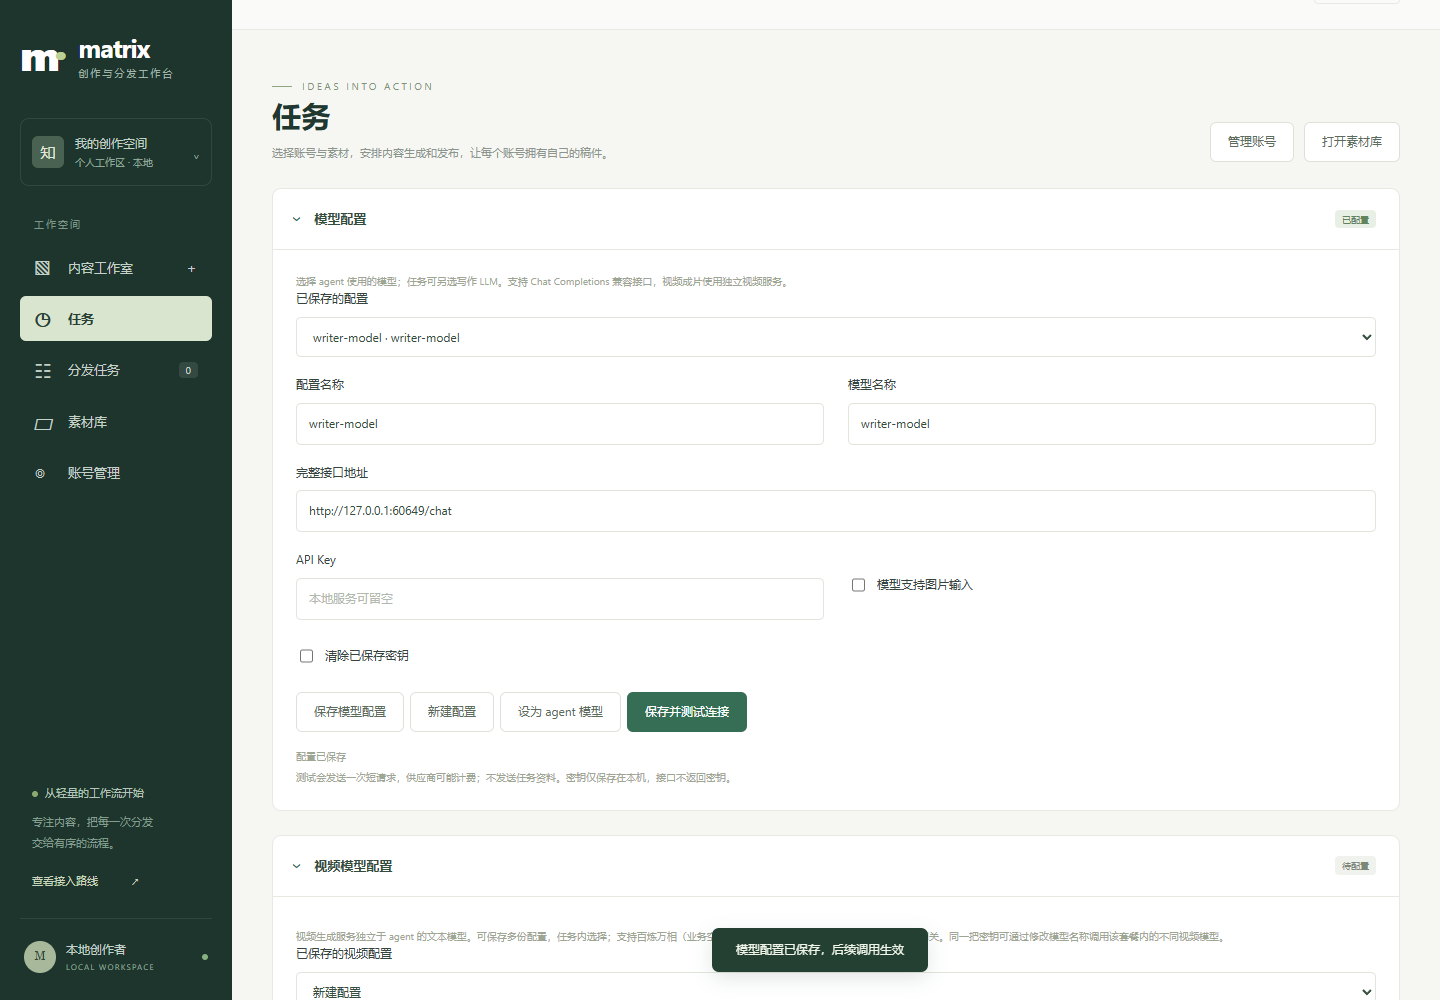 matrix
创作与分发工作台
知
我的创作空间
个人工作区 · 本地
工作空间
内容工作室 +
任务
分发任务 0
素材库
账号管理
从轻量的工作流开始
专注内容，把每一次分发
交给有序的流程。
查看接入路线 ↗
M
本地创作者
LOCAL WORKSPACE
IDEAS INTO ACTION
任务
选择账号与素材，安排内容生成和发布，让每个账号拥有自己的稿件。
管理账号 打开素材库
模型配置 已配置
选择 agent 使用的模型；任务可另选写作 LLM。支持 Chat Completions 兼容接口，视频成片使用独立视频服务。
已保存的配置
writer-model · writer-model
配置名称 模型名称
writer-model writer-model
完整接口地址
http://127.0.0.1:60649/chat
API Key
本地服务可留空 模型支持图片输入
清除已保存密钥
保存模型配置 新建配置 设为 agent 模型 保存并测试连接
配置已保存
测试会发送一次短请求，供应商可能计费；不发送任务资料。密钥仅保存在本机，接口不返回密钥。
视频模型配置 待配置
视频生成服务独立于 agent 的文本模型。可保存多份配置，任务内选择；支持百炼万相（业务空 关。同一把密钥可通过修改模型名称调用该套餐内的不同视频模型。
模型配置已保存，后续调用生效
已保存的视频配置
新建配置